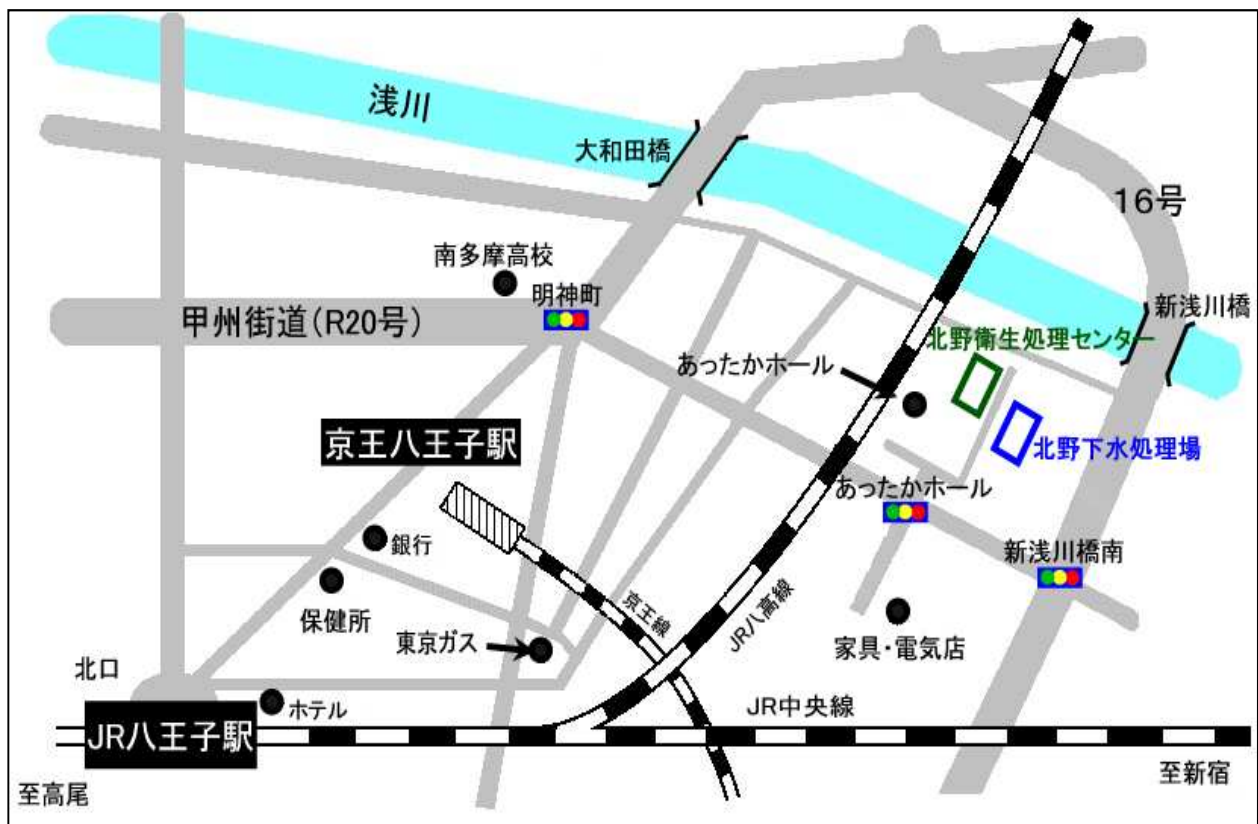 浅川
大和田橋
16号
南多摩高校
明神町
甲州街道(R20号)
新浅川橋
北野衛生処理センター
あったかホール
京王八王子駅
北野下水処理場
あったかホール
銀行
新浅川橋南
保健所
京王線
JR八高線
東京ガス
家具・電気店
北口
ホテル
JR中央線
JR八王子駅
至高尾
至新宿